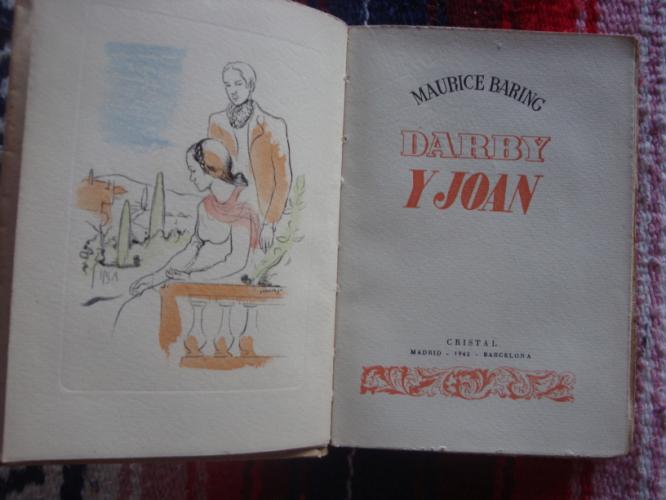 MAURICE BARING
DARBY
Y JOAN
CRISTAL
MADRID - 1942 - BARCELONA